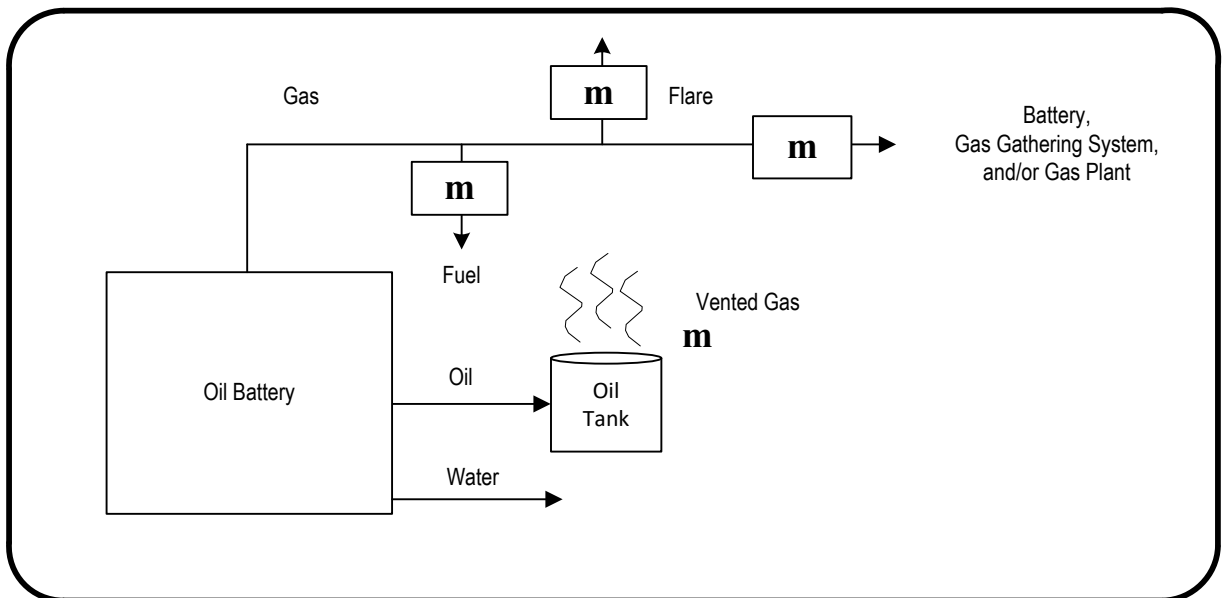 m
Gas
Flare
Battery,
Gas Gathering System,
and/or Gas Plant
m
m
Fuel
Vented Gas
m
Oil Battery
Oil
Oil
Tank
Water